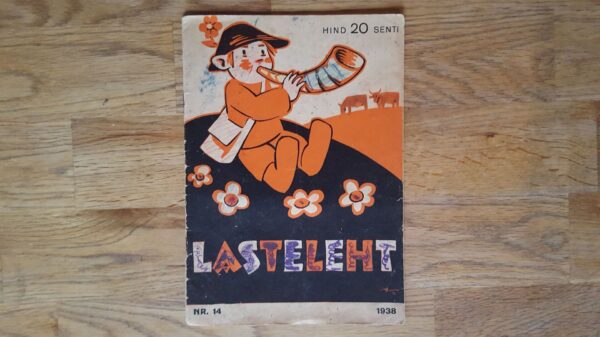 HIND 20 SENTI
LASTELEHT
NR. 14 1938